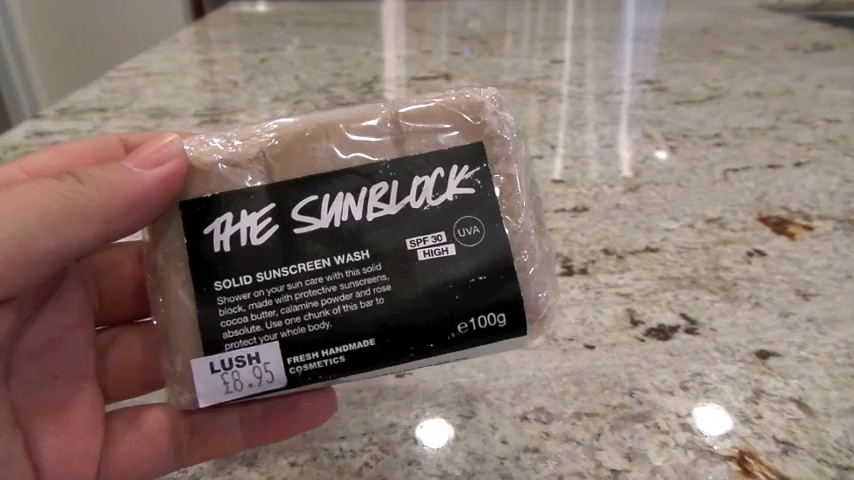 THE SUNBLOCK
SPF 30
HIGH
UVA
SOLID SUNSCREEN WASH
Shower on your sun care with this solid
block, made with protective sunscreens,
cocoa butter, calamine powder and rose
absolute. Use one chunk of this bar to
protect your whole body.
℮100g
LUSH
£8.95
FRESH HANDMADE
COSMETICS